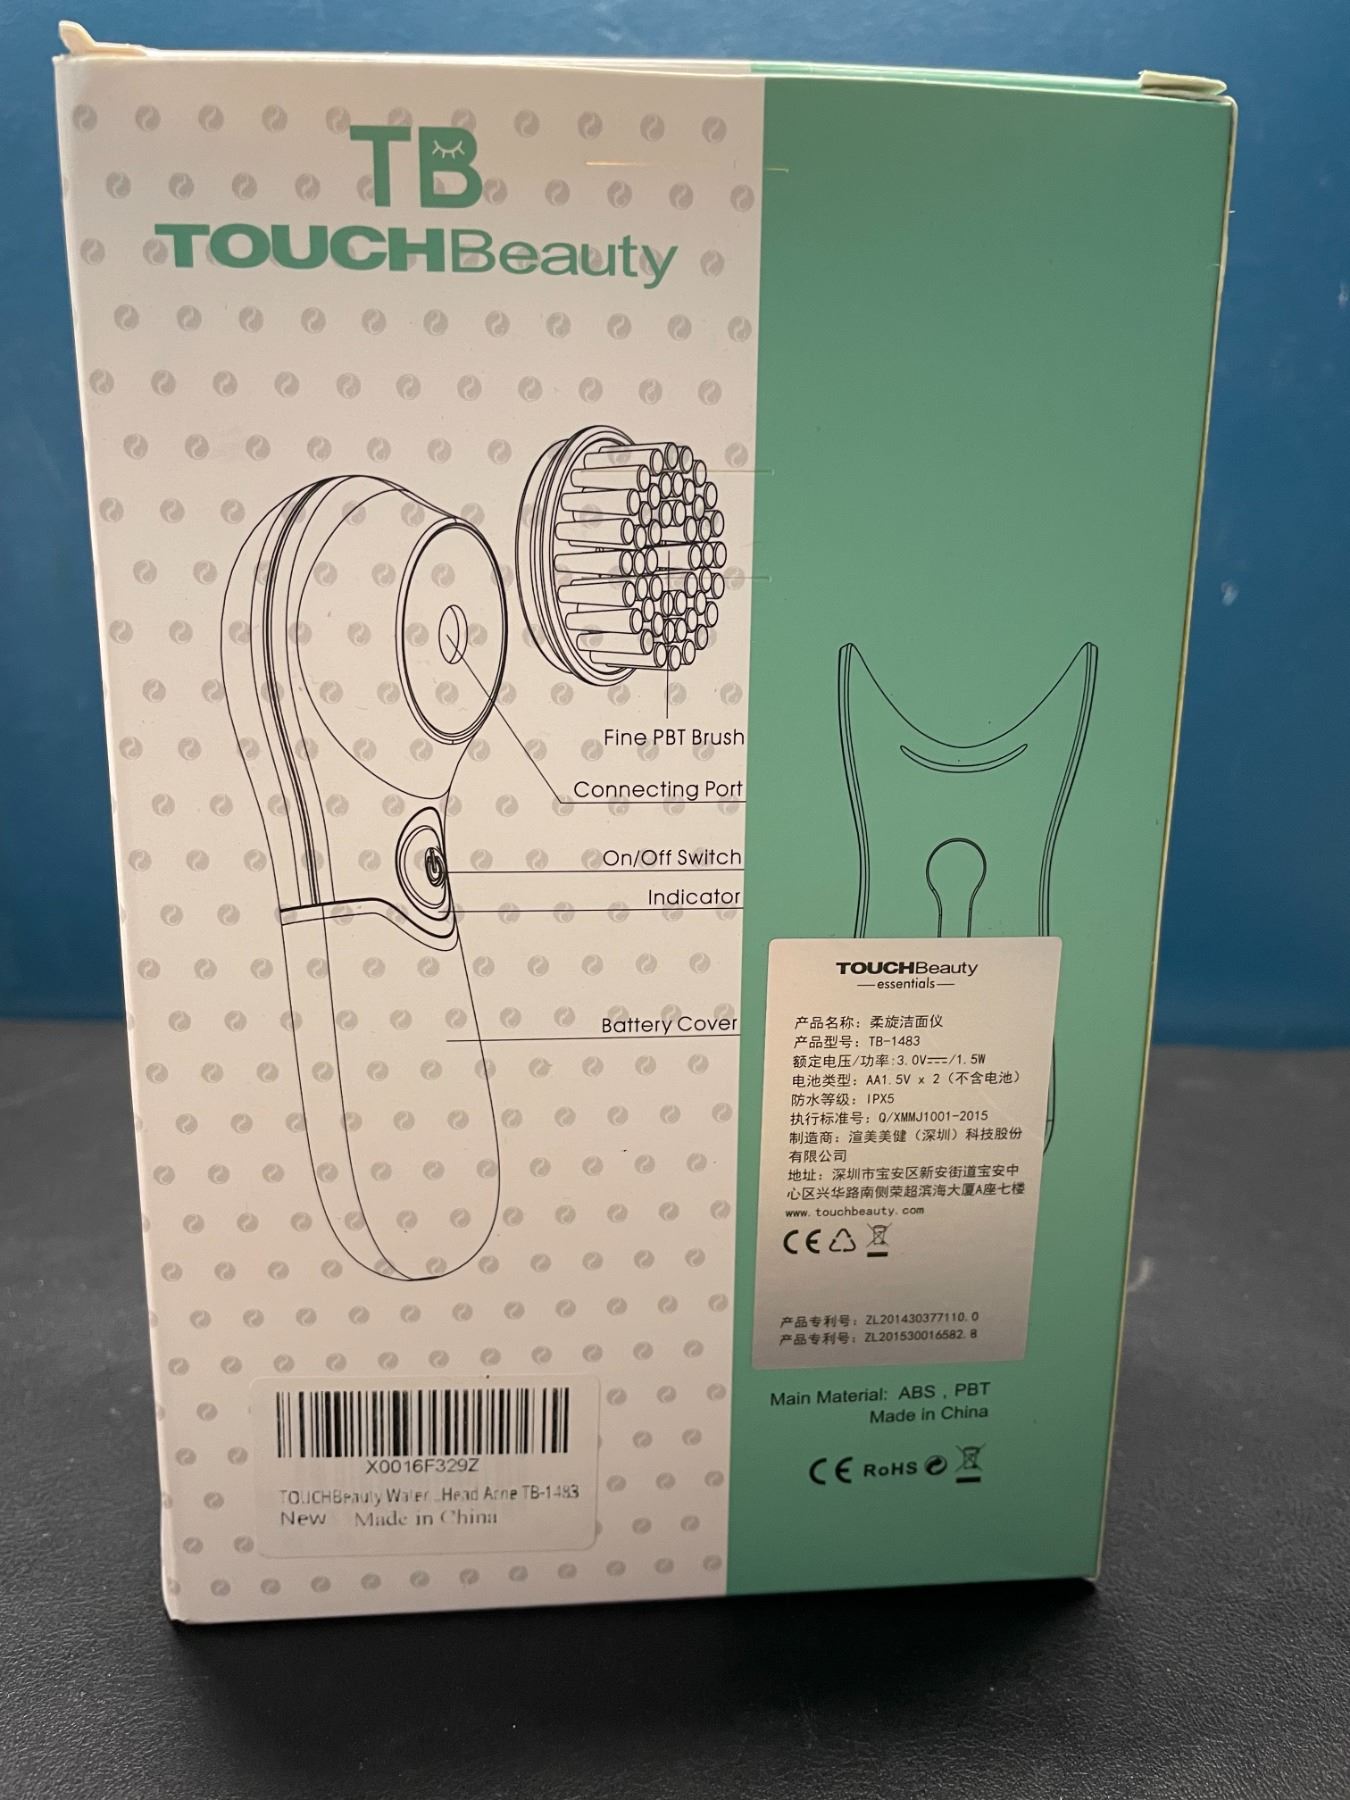 TB
TOUCHBeauty
Fine PBT Brush
Connecting Port
On/Off Switch
Indicator
Battery Cover
TOUCHBeauty
essentials
产品名称：柔旋洁面仪
产品型号：TB-1483
额定电压/功率:3.0V⎓/1.5W
电池类型：AA1.5V x 2（不含电池）
防水等级：IPX5
执行标准号：Q/XMMJ1001-2015
制造商：渲美美健（深圳）科技股份
有限公司
地址：深圳市宝安区新安街道宝安中
心区兴华路南侧荣超滨海大厦A座七楼
www.touchbeauty.com
CE
产品专利号：ZL201430377110.0
产品专利号：ZL201530016582.8
Main Material: ABS , PBT
Made in China
CE RoHS
X0016F329Z
TOUCHBeauty Water Head Acne TB-1483
New Made in China